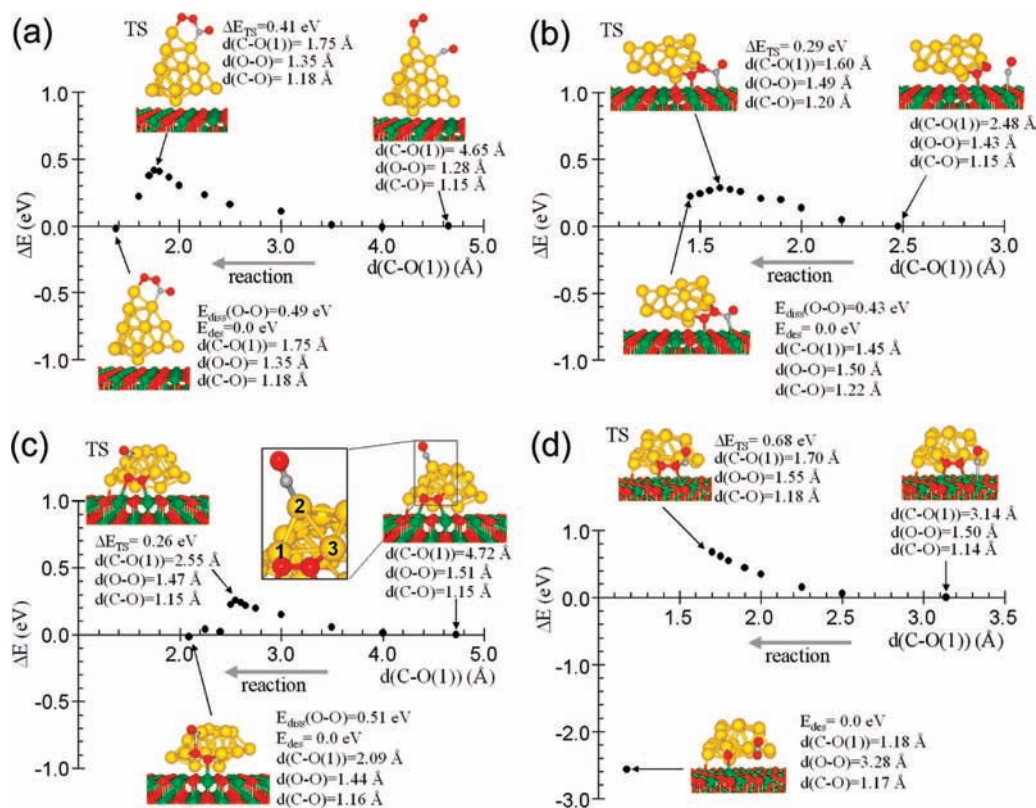 (a)
TS
ΔE_TS=0.41 eV
d(C-O(1))= 1.75 Å
d(O-O)= 1.35 Å
d(C-O)= 1.18 Å
d(C-O(1))= 4.65 Å
d(O-O)= 1.28 Å
d(C-O)= 1.15 Å
1.0
0.5
0.0
-0.5
-1.0
ΔE (eV)
2.0
3.0
4.0
5.0
d(C-O(1)) (Å)
reaction
E_diss(O-O)=0.49 eV
E_des=0.0 eV
d(C-O(1))=1.75 Å
d(O-O)=1.35 Å
d(C-O)= 1.18 Å
(b)
TS
ΔE_TS= 0.29 eV
d(C-O(1))=1.60 Å
d(O-O)=1.49 Å
d(C-O)= 1.20 Å
d(C-O(1))=2.48 Å
d(O-O)= 1.43 Å
d(C-O)= 1.15 Å
1.0
0.5
0.0
-0.5
-1.0
ΔE (eV)
1.5
2.0
2.5
3.0
d(C-O(1)) (Å)
reaction
E_diss(O-O)=0.43 eV
E_des= 0.0 eV
d(C-O(1))=1.45 Å
d(O-O)=1.50 Å
d(C-O)=1.22 Å
(c)
TS
1
2
3
ΔE_TS= 0.26 eV
d(C-O(1))=2.55 Å
d(O-O)=1.47 Å
d(C-O)=1.15 Å
d(C-O(1))=4.72 Å
d(O-O)=1.51 Å
d(C-O)=1.15 Å
1.0
0.5
0.0
-0.5
-1.0
ΔE (eV)
2.0
3.0
4.0
5.0
d(C-O(1)) (Å)
reaction
E_diss(O-O)=0.51 eV
E_des= 0.0 eV
d(C-O(1))=2.09 Å
d(O-O)= 1.44 Å
d(C-O)= 1.16 Å
(d)
TS
ΔE_TS= 0.68 eV
d(C-O(1))=1.70 Å
d(O-O)=1.55 Å
d(C-O)=1.18 Å
d(C-O(1))=3.14 Å
d(O-O)=1.50 Å
d(C-O)= 1.14 Å
1.0
0.0
-1.0
-2.0
-3.0
ΔE (eV)
1.5
2.0
2.5
3.0
3.5
d(C-O(1)) (Å)
reaction
E_des= 0.0 eV
d(C-O(1))=1.18 Å
d(O-O)=3.28 Å
d(C-O)=1.17 Å